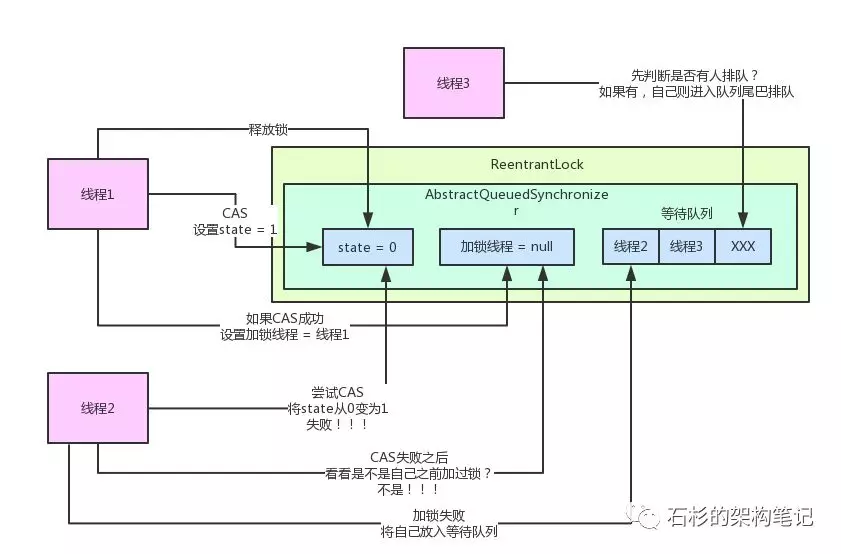 线程3
先判断是否有人排队？
如果有，自己则进入队列尾巴排队
释放锁
ReentrantLock
线程1
AbstractQueuedSynchronize
r
CAS
设置state = 1
等待队列
state = 0
加锁线程 = null
线程2
线程3
XXX
如果CAS成功
设置加锁线程 = 线程1
线程2
尝试CAS
将state从0变为1
失败！！！
CAS失败之后
看看是不是自己之前加过锁？
不是！！！
加锁失败
将自己放入等待队列
石杉的架构笔记